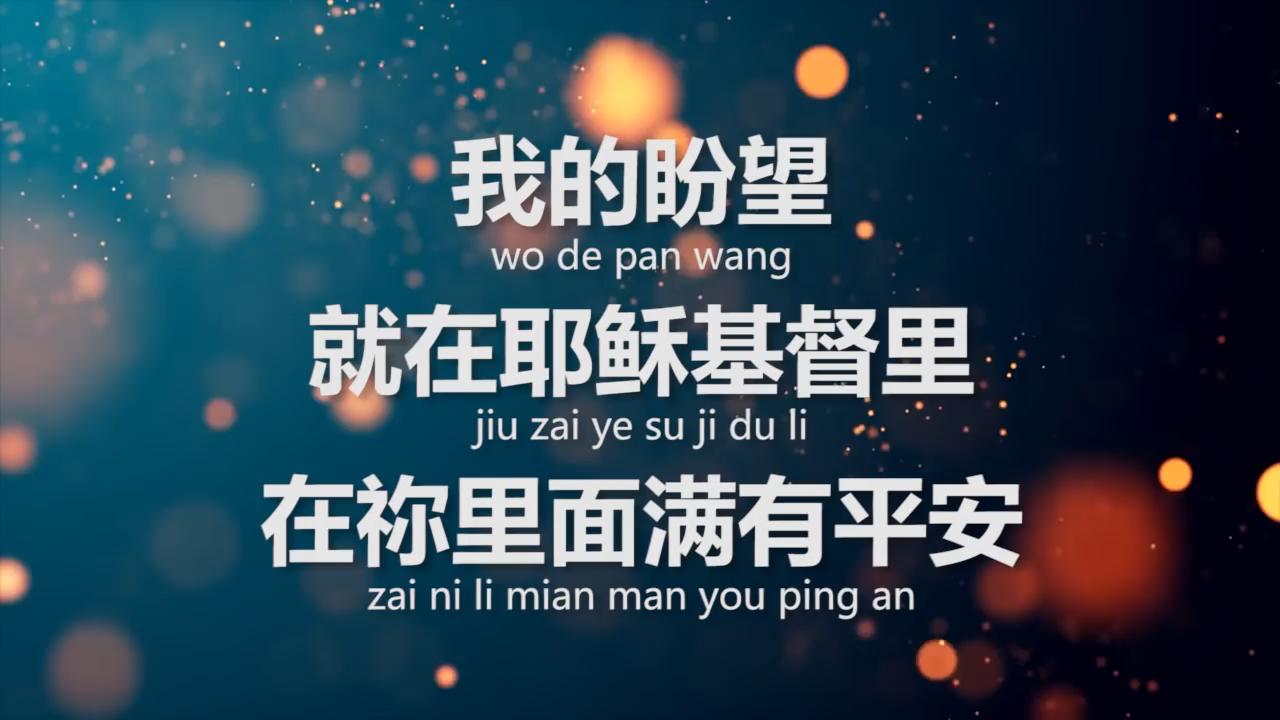 我的盼望
wo de pan wang
就在耶稣基督里
jiu zai ye su ji du li
在祢里面满有平安
zai ni li mian man you ping an